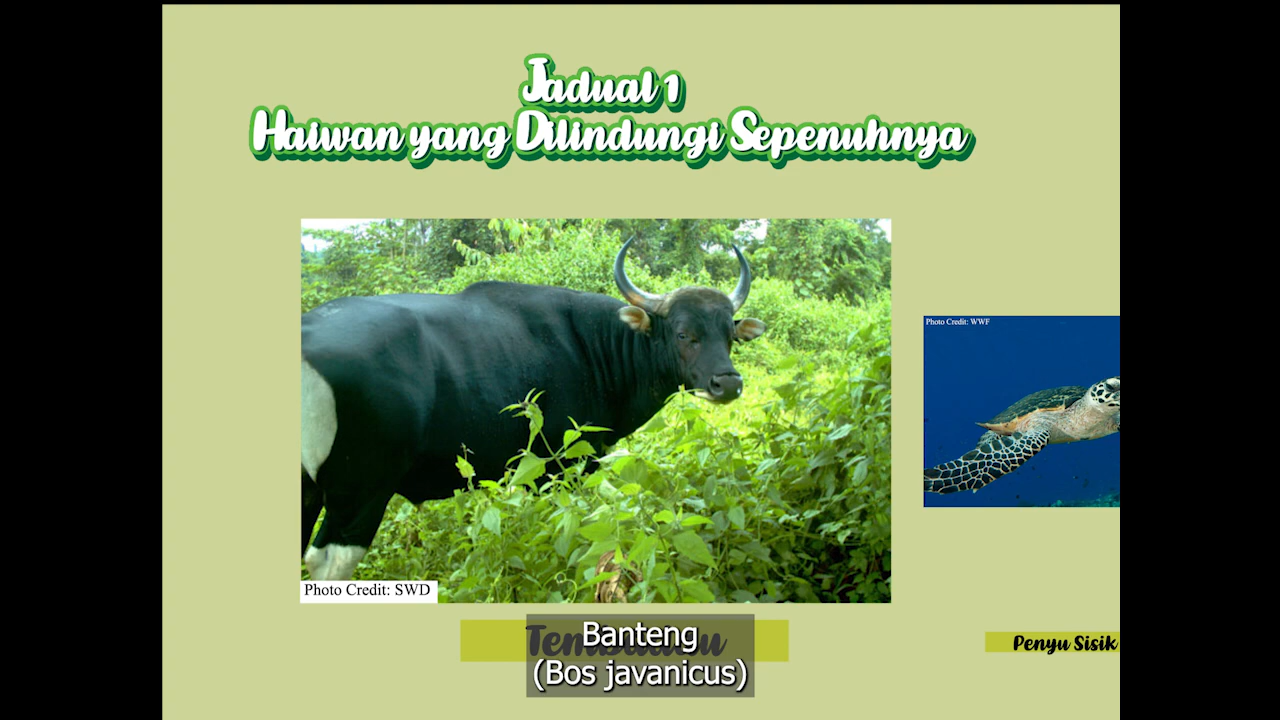 Jadual 1
Haiwan yang Dilindungi Sepenuhnya
Photo Credit: WWF
Photo Credit: SWD
Banteng
(Bos javanicus)
Penyu Sisik